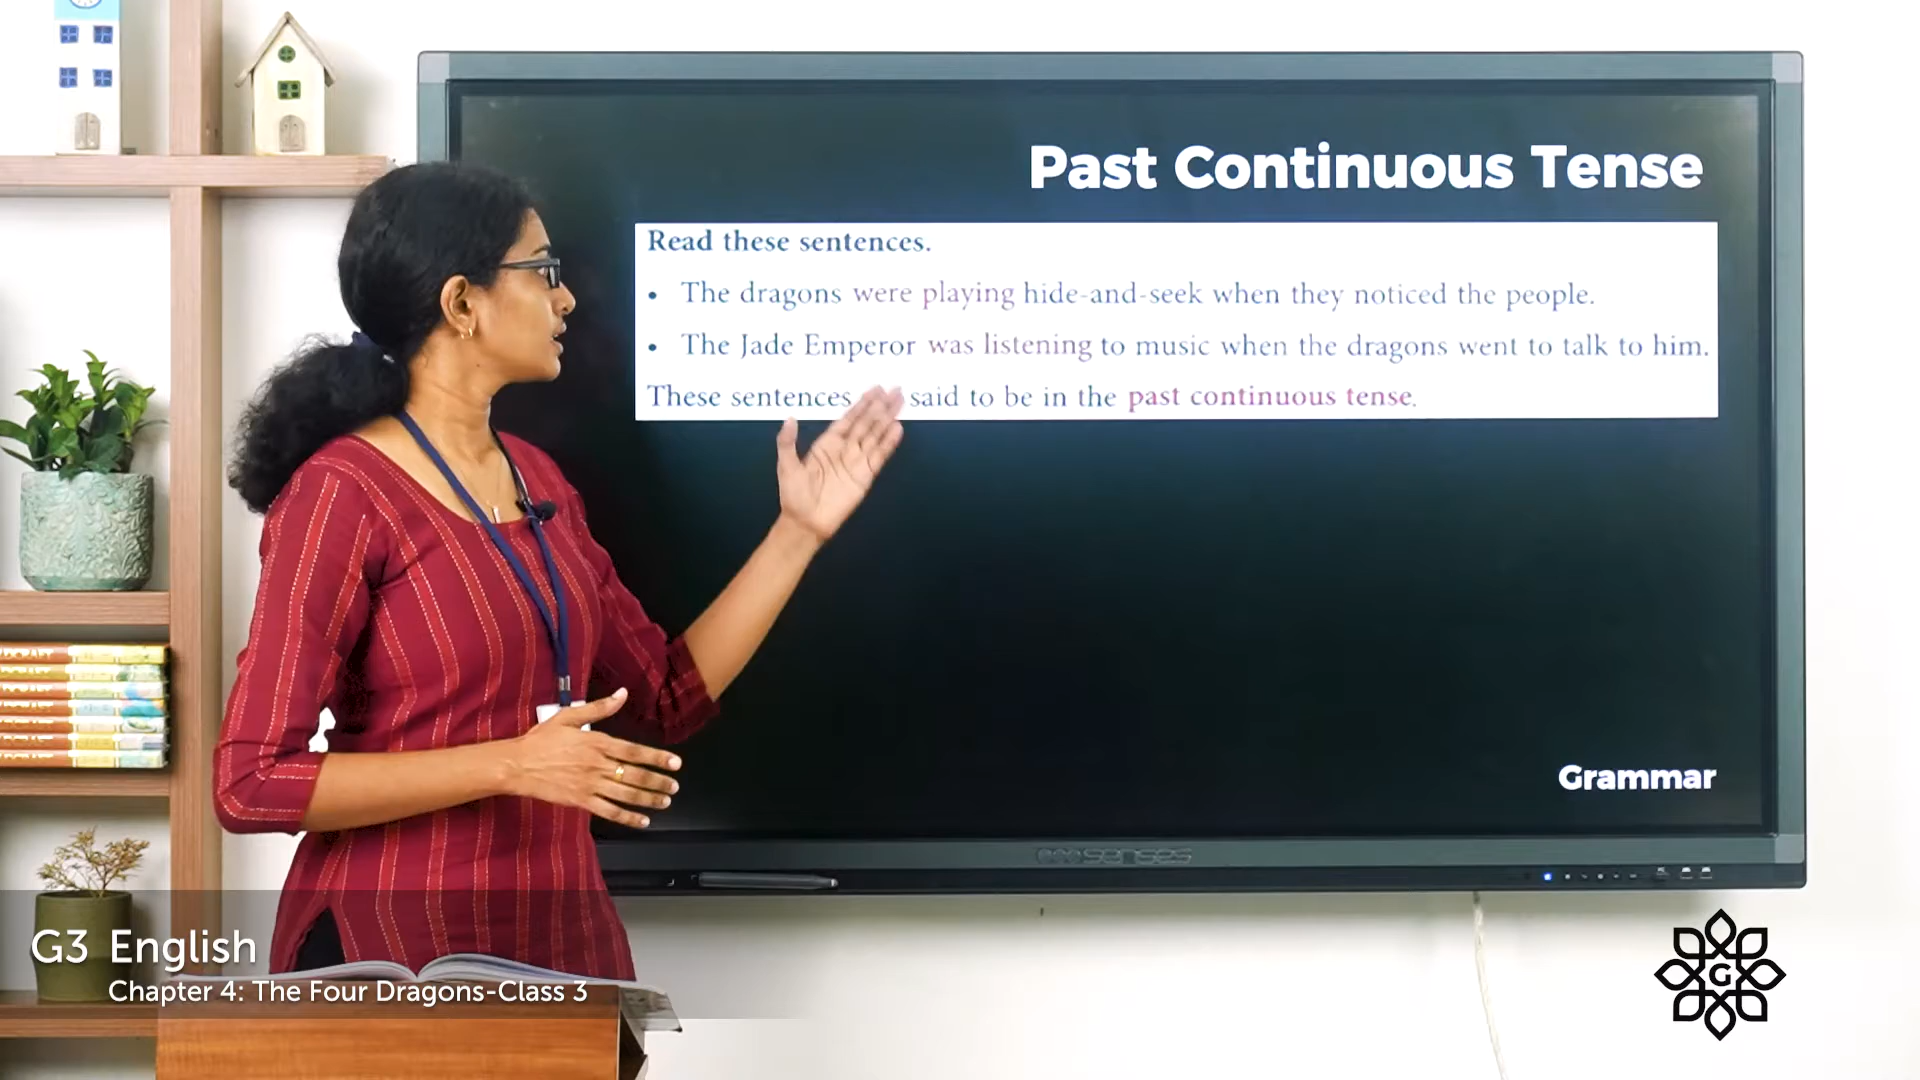 Past Continuous Tense
Read these sentences.
• The dragons were playing hide-and-seek when they noticed the people.
• The Jade Emperor was listening to music when the dragons went to talk to him.
These sentences said to be in the past continuous tense.
Grammar
senses
G3 English
Chapter 4: The Four Dragons-Class 3
G